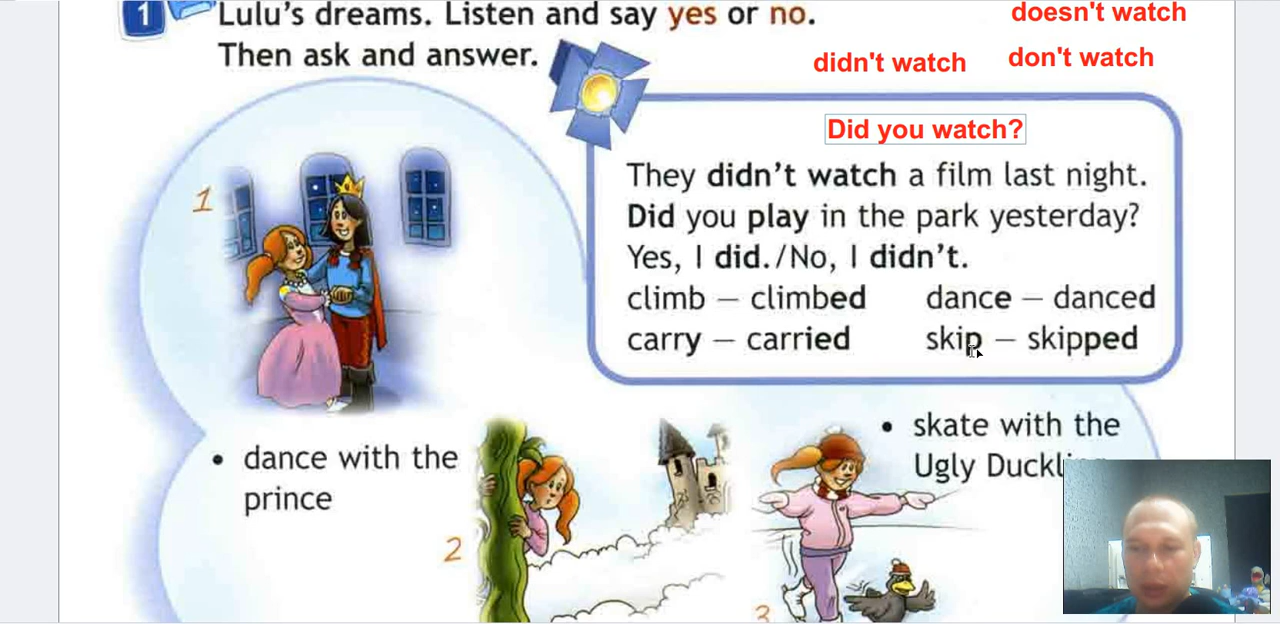 1 Lulu's dreams. Listen and say yes or no.
Then ask and answer.
doesn't watch
didn't watch don't watch
Did you watch?
They didn't watch a film last night.
Did you play in the park yesterday?
Yes, I did./No, I didn't.
climb – climbed dance – danced
carry – carried skip – skipped
1
• dance with the
prince
2
• skate with the
Ugly
3